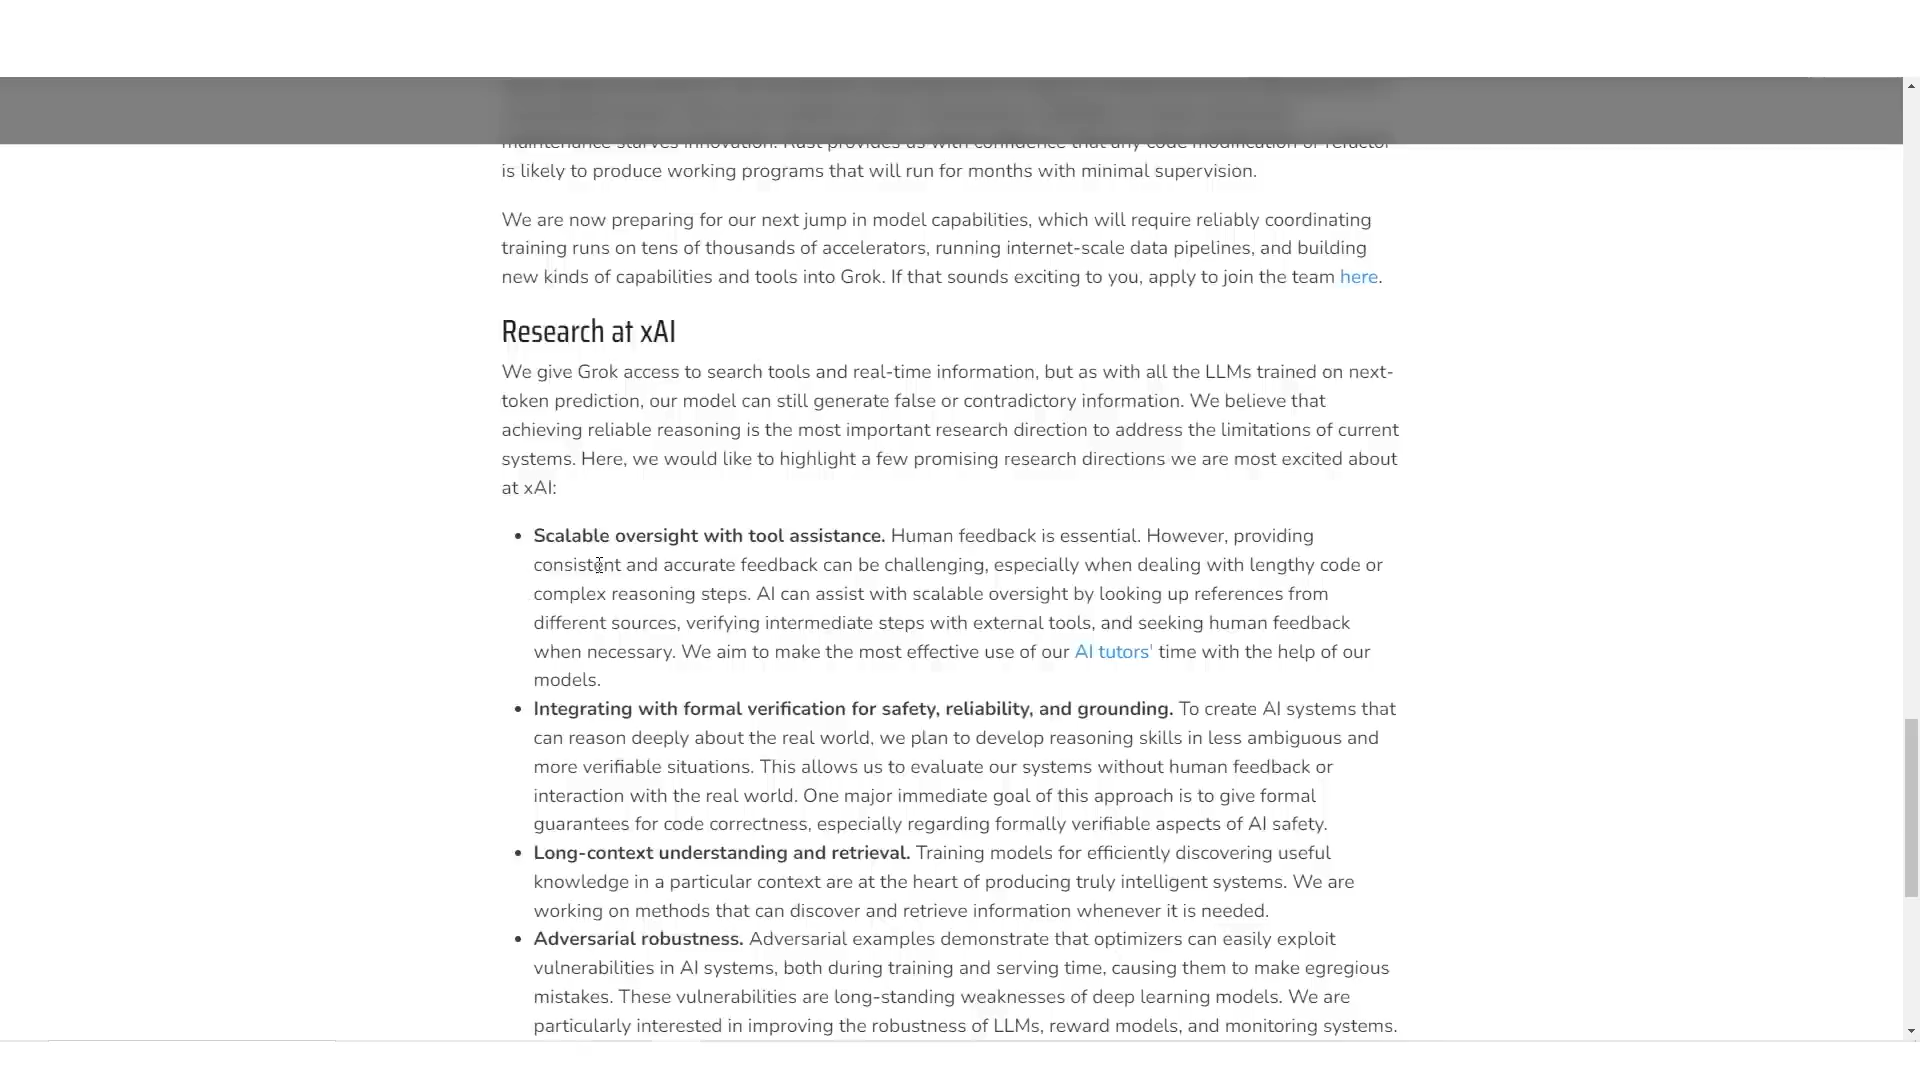 maintenance starves innovation. Rust provides us with confidence that any code modification or refactor
is likely to produce working programs that will run for months with minimal supervision.
We are now preparing for our next jump in model capabilities, which will require reliably coordinating
training runs on tens of thousands of accelerators, running internet-scale data pipelines, and building
new kinds of capabilities and tools into Grok. If that sounds exciting to you, apply to join the team here.
Research at xAI
We give Grok access to search tools and real-time information, but as with all the LLMs trained on next-
token prediction, our model can still generate false or contradictory information. We believe that
achieving reliable reasoning is the most important research direction to address the limitations of current
systems. Here, we would like to highlight a few promising research directions we are most excited about
at xAI:
• Scalable oversight with tool assistance. Human feedback is essential. However, providing
consistent and accurate feedback can be challenging, especially when dealing with lengthy code or
complex reasoning steps. AI can assist with scalable oversight by looking up references from
different sources, verifying intermediate steps with external tools, and seeking human feedback
when necessary. We aim to make the most effective use of our AI tutors' time with the help of our
models.
• Integrating with formal verification for safety, reliability, and grounding. To create AI systems that
can reason deeply about the real world, we plan to develop reasoning skills in less ambiguous and
more verifiable situations. This allows us to evaluate our systems without human feedback or
interaction with the real world. One major immediate goal of this approach is to give formal
guarantees for code correctness, especially regarding formally verifiable aspects of AI safety.
• Long-context understanding and retrieval. Training models for efficiently discovering useful
knowledge in a particular context are at the heart of producing truly intelligent systems. We are
working on methods that can discover and retrieve information whenever it is needed.
• Adversarial robustness. Adversarial examples demonstrate that optimizers can easily exploit
vulnerabilities in AI systems, both during training and serving time, causing them to make egregious
mistakes. These vulnerabilities are long-standing weaknesses of deep learning models. We are
particularly interested in improving the robustness of LLMs, reward models, and monitoring systems.